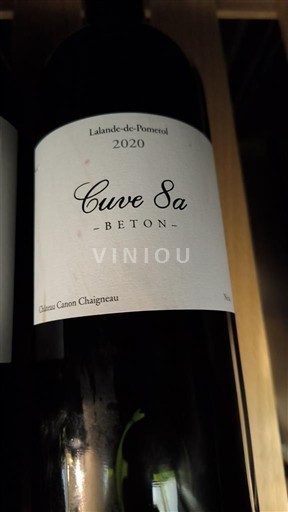 Lalande-de-Pomerol
2020
Cuve 8a
- BETON -
VINIOU
Château Canon Chaigneau